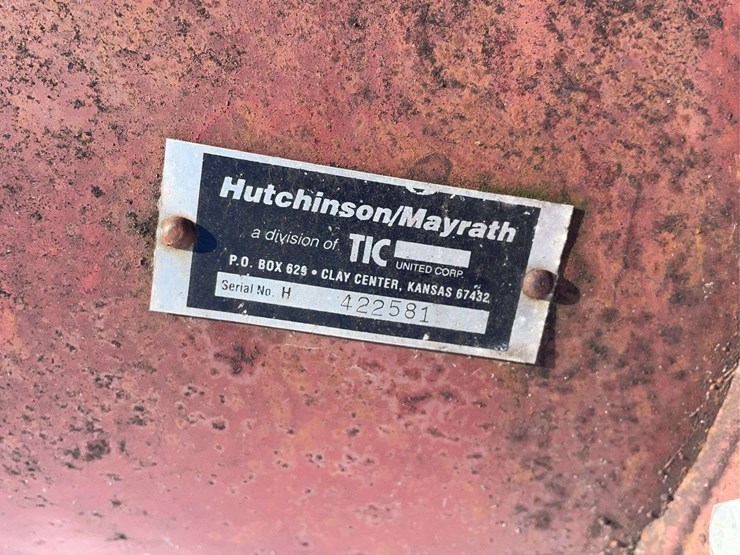 Hutchinson/Mayrath
a division of TIC UNITED CORP.
P.O. BOX 629 • CLAY CENTER, KANSAS 67432
Serial No. H 422581